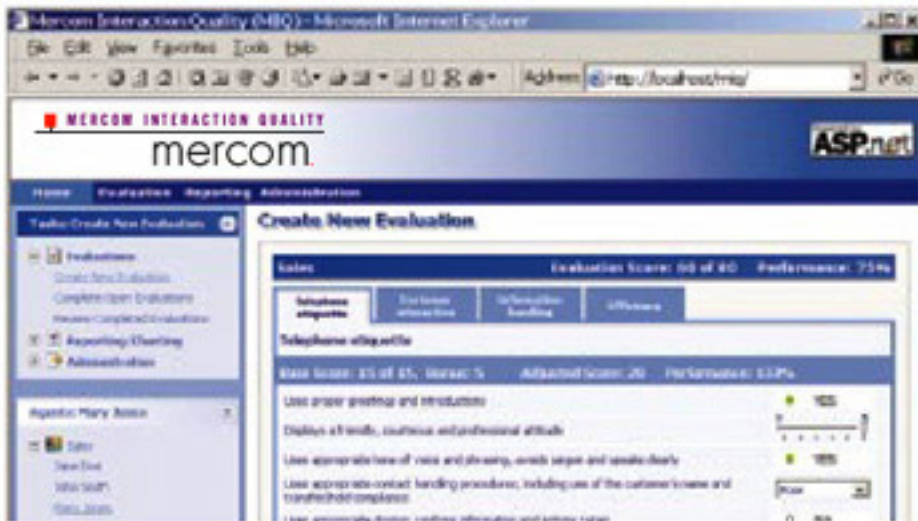 Mercom Interaction Quality (MIQ) - Microsoft Internet Explorer
File Edit View Favorites Tools Help
Address http://localhost/miq/ Go
MERCOM INTERACTION QUALITY
mercom.
ASP.net
Home Evaluation Reporting Administration
Tasks: Create New Evaluation
Create New Evaluation
Evaluations
Create New Evaluation
Complete Open Evaluations
Review Completed Evaluations
Reporting/Charting
Administration
Sales Evaluation Score: 60 of 80 Performance: 75%
Telephone etiquette
Customer interaction
Information handling
Telephone etiquette
Base Score: 15 of 15, Bonus: 5 Adjusted Score: 20 Performance: 133%
Uses proper greetings and introductions YES
Displays a friendly, courteous and professional attitude
Uses appropriate tone of voice and phrasing, avoids jargon and speaks clearly YES
Uses appropriate contact handling procedures, including use of the customer's name and
transfer/hold compliance
Agents: Mary Jones
Sales
Jane Doe
John Smith
Mary Jones